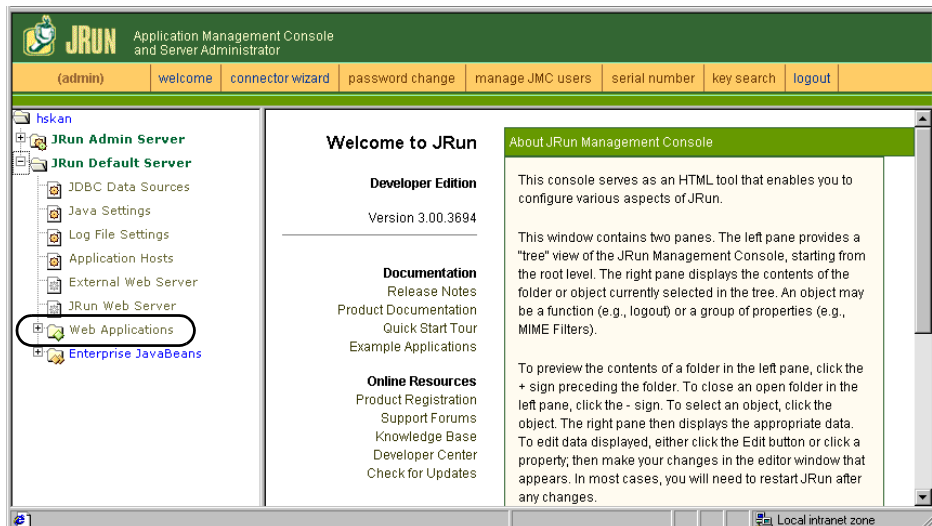 JRUN
Application Management Console
and Server Administrator
(admin)
welcome
connector wizard
password change
manage JMC users
serial number
key search
logout
hskan
JRun Admin Server
JRun Default Server
JDBC Data Sources
Java Settings
Log File Settings
Application Hosts
External Web Server
JRun Web Server
Web Applications
Enterprise JavaBeans
Welcome to JRun
Developer Edition
Version 3.00.3694
Documentation
Release Notes
Product Documentation
Quick Start Tour
Example Applications
Online Resources
Product Registration
Support Forums
Knowledge Base
Developer Center
Check for Updates
About JRun Management Console
This console serves as an HTML tool that enables you to
configure various aspects of JRun.
This window contains two panes. The left pane provides a
"tree" view of the JRun Management Console, starting from
the root level. The right pane displays the contents of the
folder or object currently selected in the tree. An object may
be a function (e.g., logout) or a group of properties (e.g.,
MIME Filters).
To preview the contents of a folder in the left pane, click the
+ sign preceding the folder. To close an open folder in the
left pane, click the - sign. To select an object, click the
object. The right pane then displays the appropriate data.
To edit data displayed, either click the Edit button or click a
property; then make your changes in the editor window that
appears. In most cases, you will need to restart JRun after
any changes.
Local intranet zone